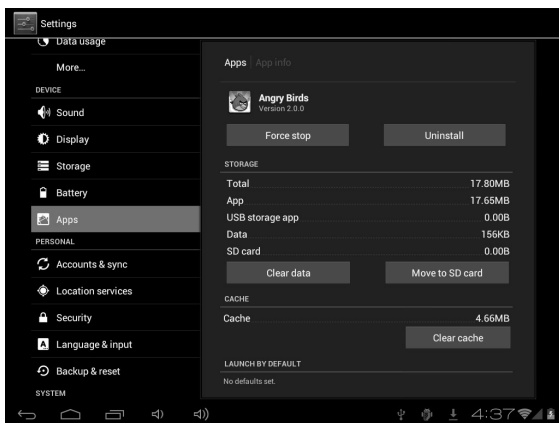 Settings
Data usage
More...
DEVICE
Sound
Display
Storage
Battery
Apps
PERSONAL
Accounts & sync
Location services
Security
A Language & input
Backup & reset
SYSTEM
Apps App info
Angry Birds
Version 2.0.0
Force stop Uninstall
STORAGE
Total 17.80MB
App 17.65MB
USB storage app 0.00B
Data 156KB
SD card 0.00B
Clear data Move to SD card
CACHE
Cache 4.66MB
Clear cache
LAUNCH BY DEFAULT
No defaults set.
4:37